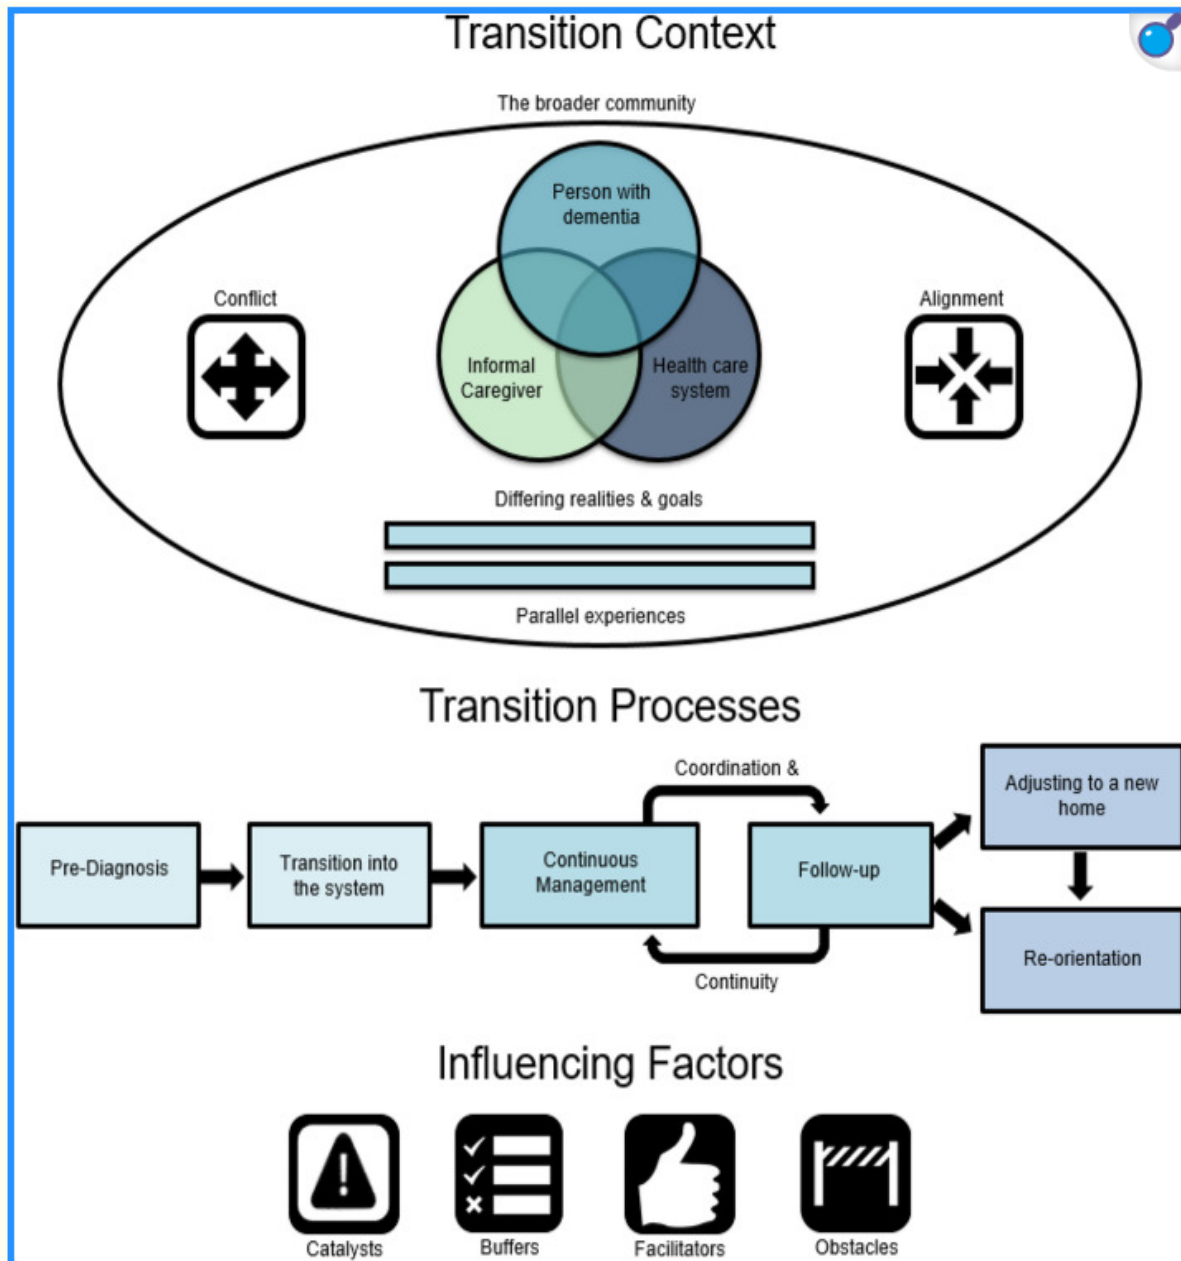 Transition Context
The broader community
Person with
dementia
Conflict
Alignment
Informal
Caregiver
Health care
system
Differing realities & goals
Parallel experiences
Transition Processes
Coordination &
Adjusting to a new
home
Pre-Diagnosis
Transition into
the system
Continuous
Management
Follow-up
Re-orientation
Continuity
Influencing Factors
Catalysts
Buffers
Facilitators
Obstacles